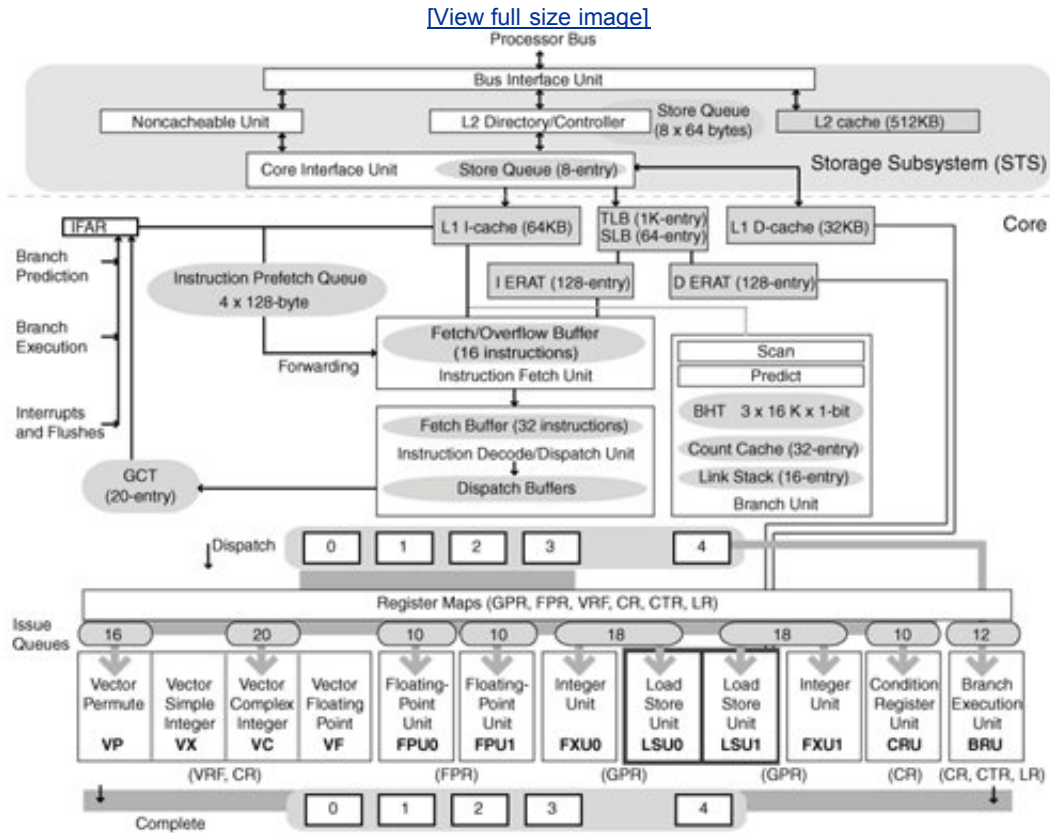 [View full size image]
Processor Bus
Bus Interface Unit
Noncacheable Unit
L2 Directory/Controller
Store Queue
(8 x 64 bytes)
L2 cache (512KB)
Core Interface Unit
Store Queue (8-entry)
Storage Subsystem (STS)
IFAR
L1 I-cache (64KB)
TLB (1K-entry)
SLB (64-entry)
L1 D-cache (32KB)
Core
Branch
Prediction
Instruction Prefetch Queue
4 x 128-byte
I ERAT (128-entry)
D ERAT (128-entry)
Branch
Execution
Forwarding
Fetch/Overflow Buffer
(16 instructions)
Instruction Fetch Unit
Scan
Predict
BHT 3 x 16 K x 1-bit
Count Cache (32-entry)
Link Stack (16-entry)
Branch Unit
Interrupts
and Flushes
Fetch Buffer (32 instructions)
Instruction Decode/Dispatch Unit
Dispatch Buffers
GCT
(20-entry)
Dispatch
0
1
2
3
4
Register Maps (GPR, FPR, VRF, CR, CTR, LR)
Issue
Queues
16
20
10
10
18
18
10
12
Vector
Permute
VP
Vector
Simple
Integer
VX
Vector
Complex
Integer
VC
Vector
Floating
Point
VF
Floating-
Point
Unit
FPU0
Floating-
Point
Unit
FPU1
Integer
Unit
FXU0
Load
Store
Unit
LSU0
Load
Store
Unit
LSU1
Integer
Unit
FXU1
Condition
Register
Unit
CRU
Branch
Execution
Unit
BRU
(VRF, CR)
(FPR)
(GPR)
(GPR)
(CR)
(CR, CTR, LR)
Complete
0
1
2
3
4